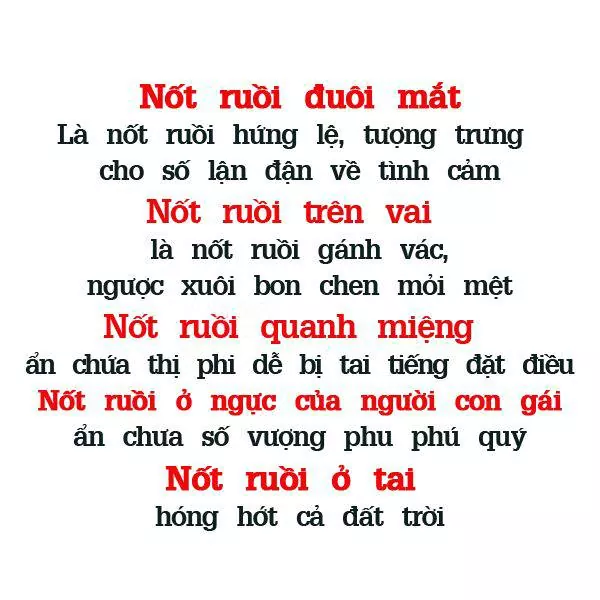 Nốt ruồi đuôi mắt
Là nốt ruồi hứng lệ, tượng trưng
cho số lận đận về tình cảm
Nốt ruồi trên vai
là nốt ruồi gánh vác,
ngược xuôi bon chen mỏi mệt
Nốt ruồi quanh miệng
ẩn chứa thị phi dễ bị tai tiếng đặt điều
Nốt ruồi ở ngực của người con gái
ẩn chưa số vượng phu phú quý
Nốt ruồi ở tai
hóng hớt cả đất trời